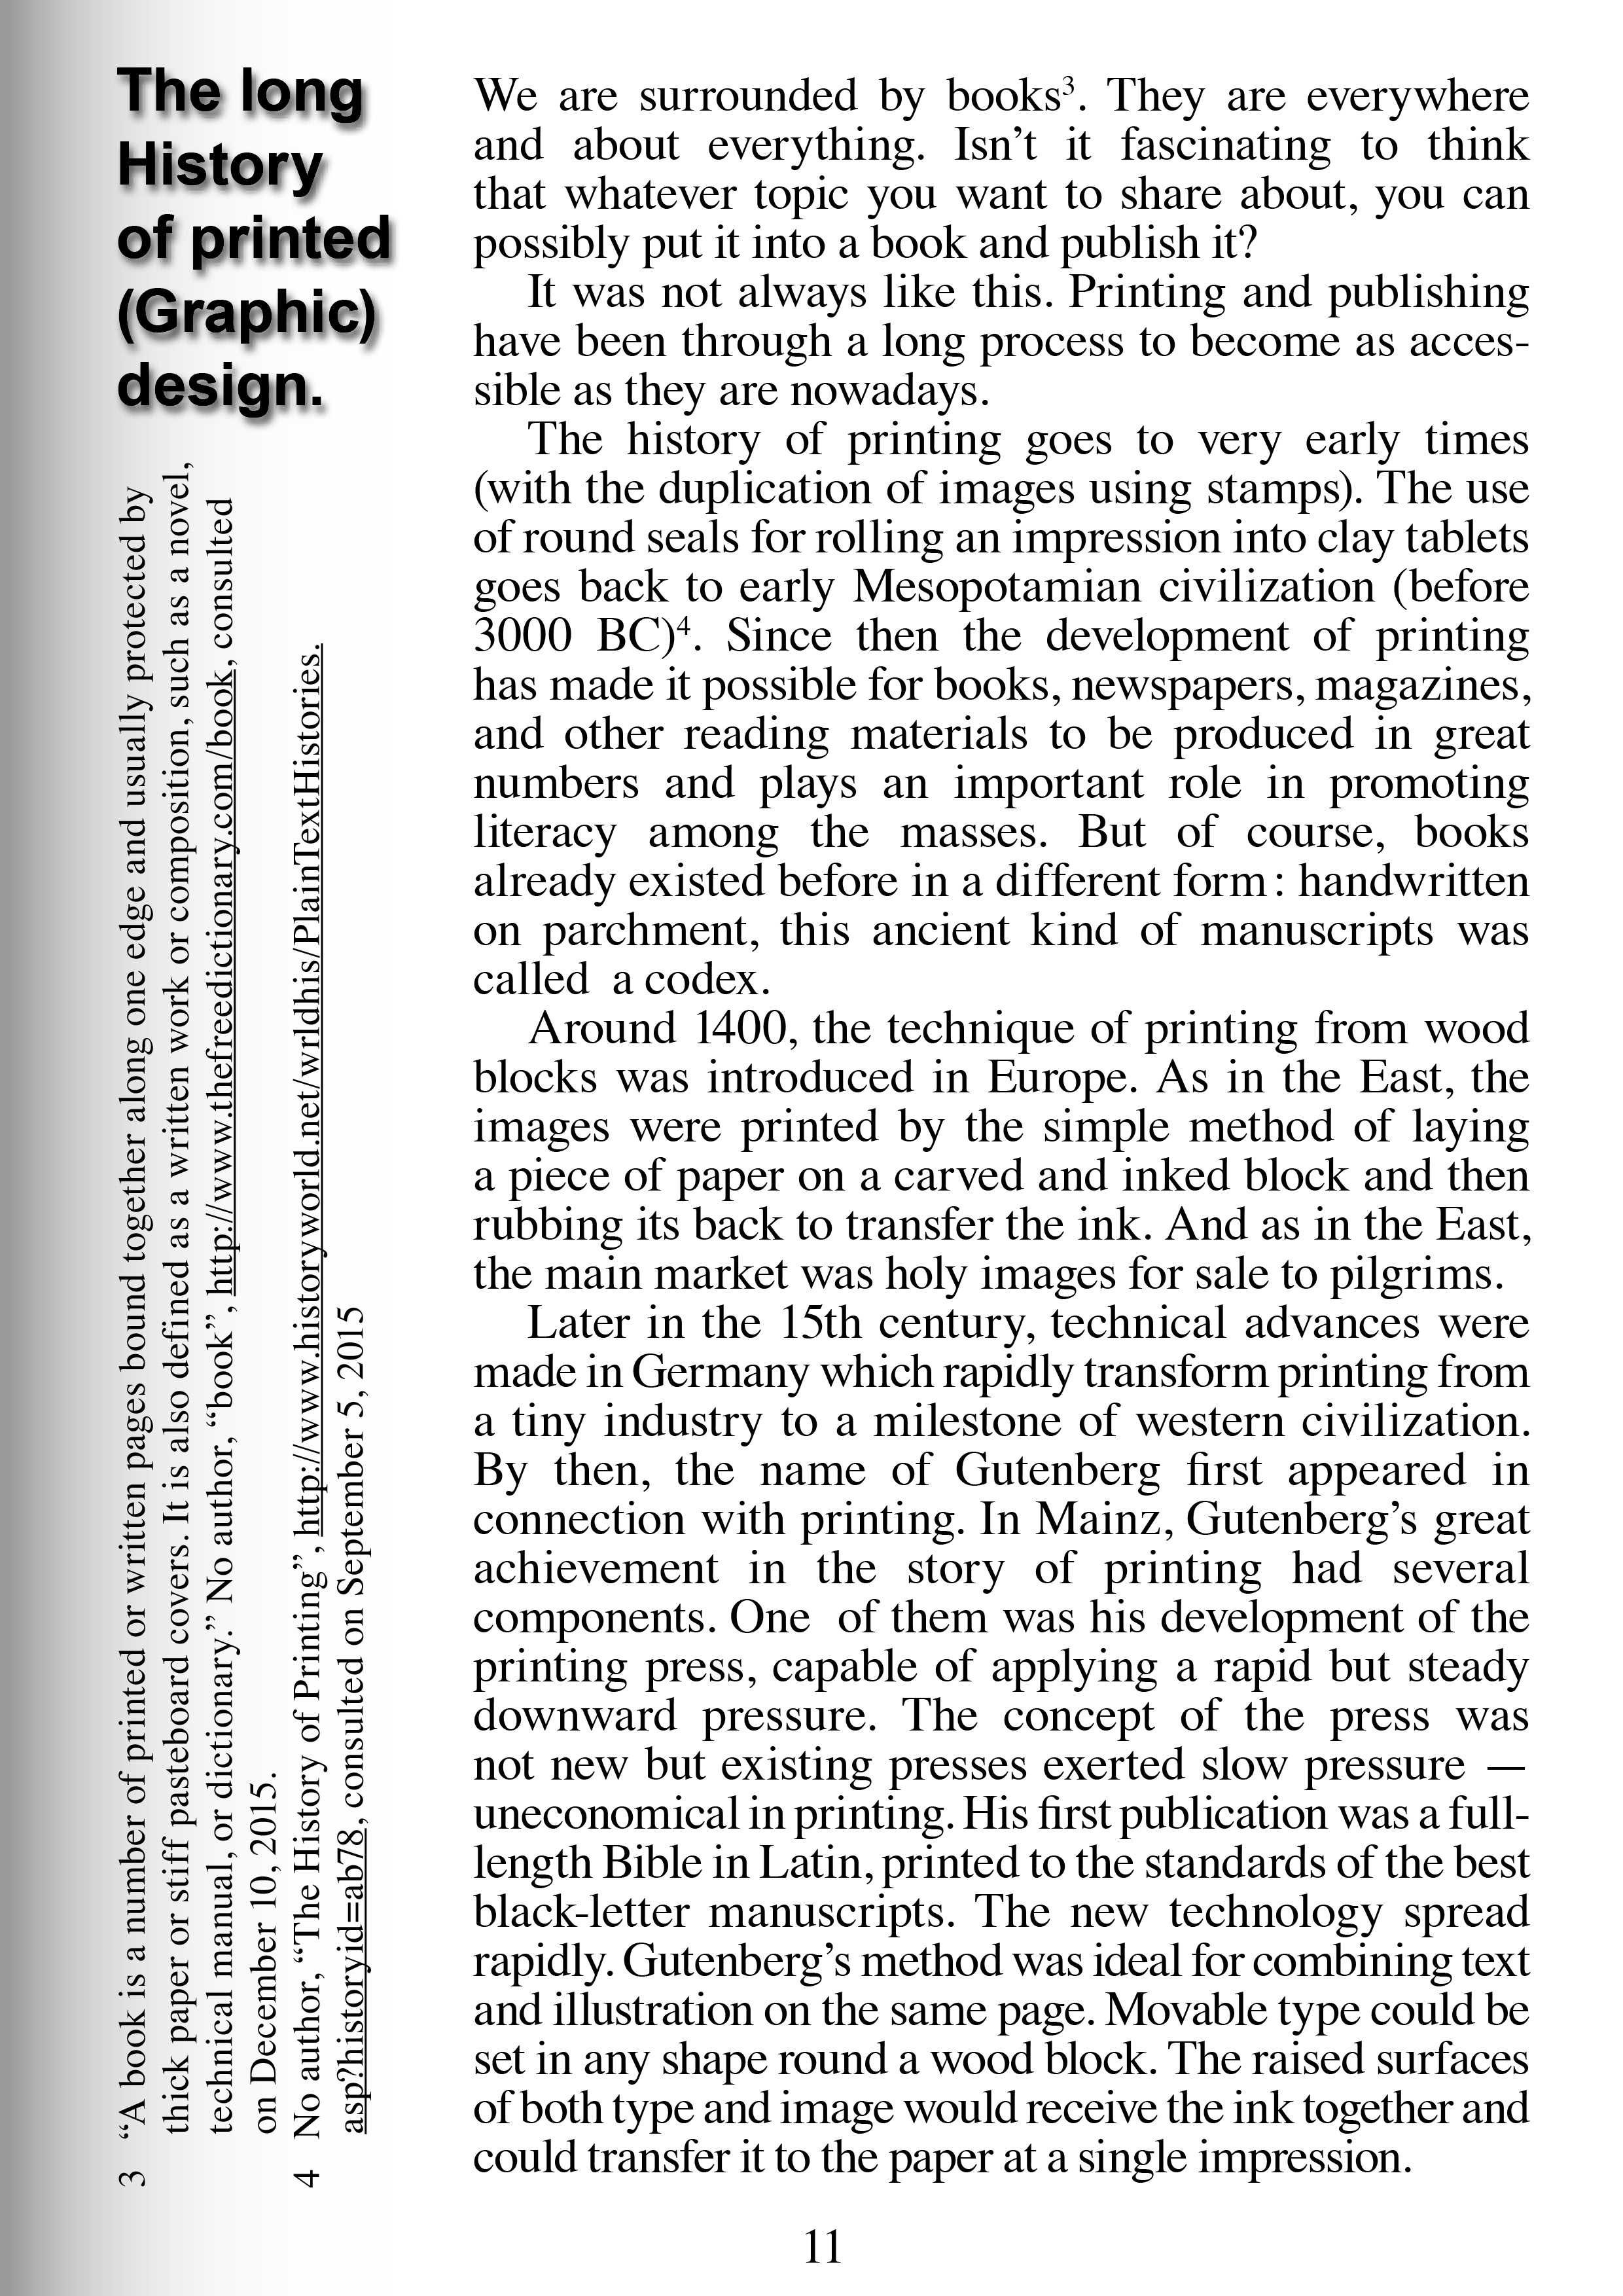 The long
History
of printed
(Graphic)
design.
We are surrounded by books³. They are everywhere
and about everything. Isn’t it fascinating to think
that whatever topic you want to share about, you can
possibly put it into a book and publish it?
It was not always like this. Printing and publishing
have been through a long process to become as acces-
sible as they are nowadays.
The history of printing goes to very early times
(with the duplication of images using stamps). The use
of round seals for rolling an impression into clay tablets
goes back to early Mesopotamian civilization (before
3000 BC)⁴. Since then the development of printing
has made it possible for books, newspapers, magazines,
and other reading materials to be produced in great
numbers and plays an important role in promoting
literacy among the masses. But of course, books
already existed before in a different form : handwritten
on parchment, this ancient kind of manuscripts was
called a codex.
Around 1400, the technique of printing from wood
blocks was introduced in Europe. As in the East, the
images were printed by the simple method of laying
a piece of paper on a carved and inked block and then
rubbing its back to transfer the ink. And as in the East,
the main market was holy images for sale to pilgrims.
Later in the 15th century, technical advances were
made in Germany which rapidly transform printing from
a tiny industry to a milestone of western civilization.
By then, the name of Gutenberg first appeared in
connection with printing. In Mainz, Gutenberg’s great
achievement in the story of printing had several
components. One of them was his development of the
printing press, capable of applying a rapid but steady
downward pressure. The concept of the press was
not new but existing presses exerted slow pressure —
uneconomical in printing. His first publication was a full-
length Bible in Latin, printed to the standards of the best
black-letter manuscripts. The new technology spread
rapidly. Gutenberg’s method was ideal for combining text
and illustration on the same page. Movable type could be
set in any shape round a wood block. The raised surfaces
of both type and image would receive the ink together and
could transfer it to the paper at a single impression.
3 “A book is a number of printed or written pages bound together along one edge and usually protected by
thick paper or stiff pasteboard covers. It is also defined as a written work or composition, such as a novel,
technical manual, or dictionary.” No author, “book”, http://www.thefreedictionary.com/book, consulted
on December 10, 2015.
4 No author, “The History of Printing”, http://www.historyworld.net/wrldhis/PlainTextHistories.
asp?historyid=ab78, consulted on September 5, 2015
11